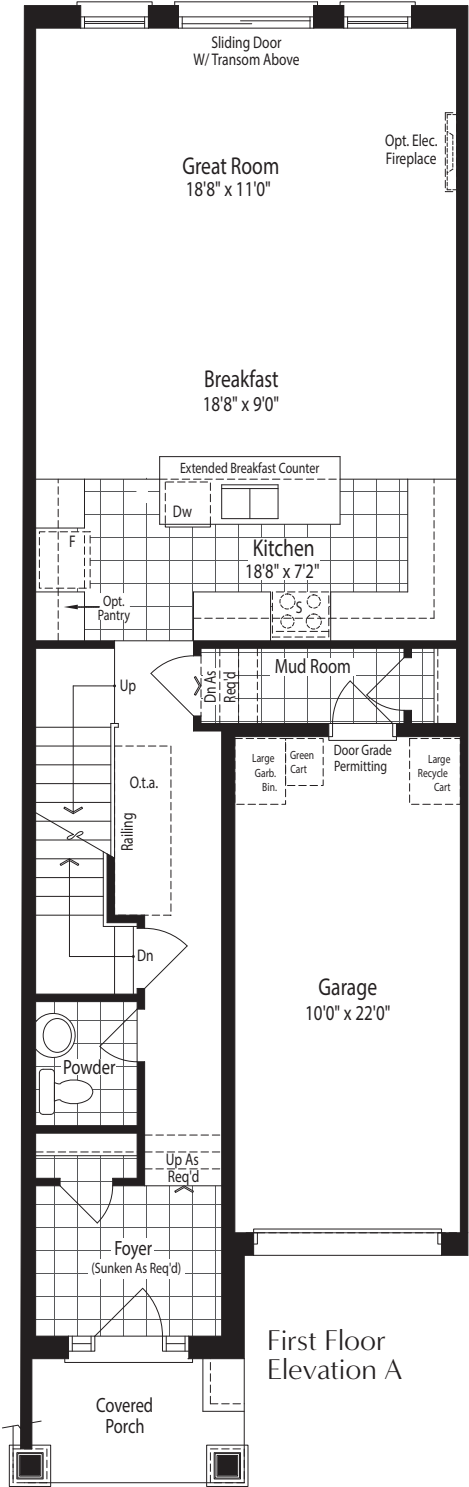 Sliding Door
W/ Transom Above
Opt. Elec.
Fireplace
Great Room
18'8" x 11'0"
Breakfast
18'8" x 9'0"
Extended Breakfast Counter
Dw
F
Kitchen
18'8" x 7'2"
S
Opt.
Pantry
Mud Room
Dn As
Req'd
Up
Door Grade
Permitting
Large
Garb.
Bin.
Green
Cart
Large
Recycle
Cart
O.t.a.
Railing
Dn
Garage
10'0" x 22'0"
Powder
Up As
Req'd
Foyer
(Sunken As Req'd)
First Floor
Elevation A
Covered
Porch